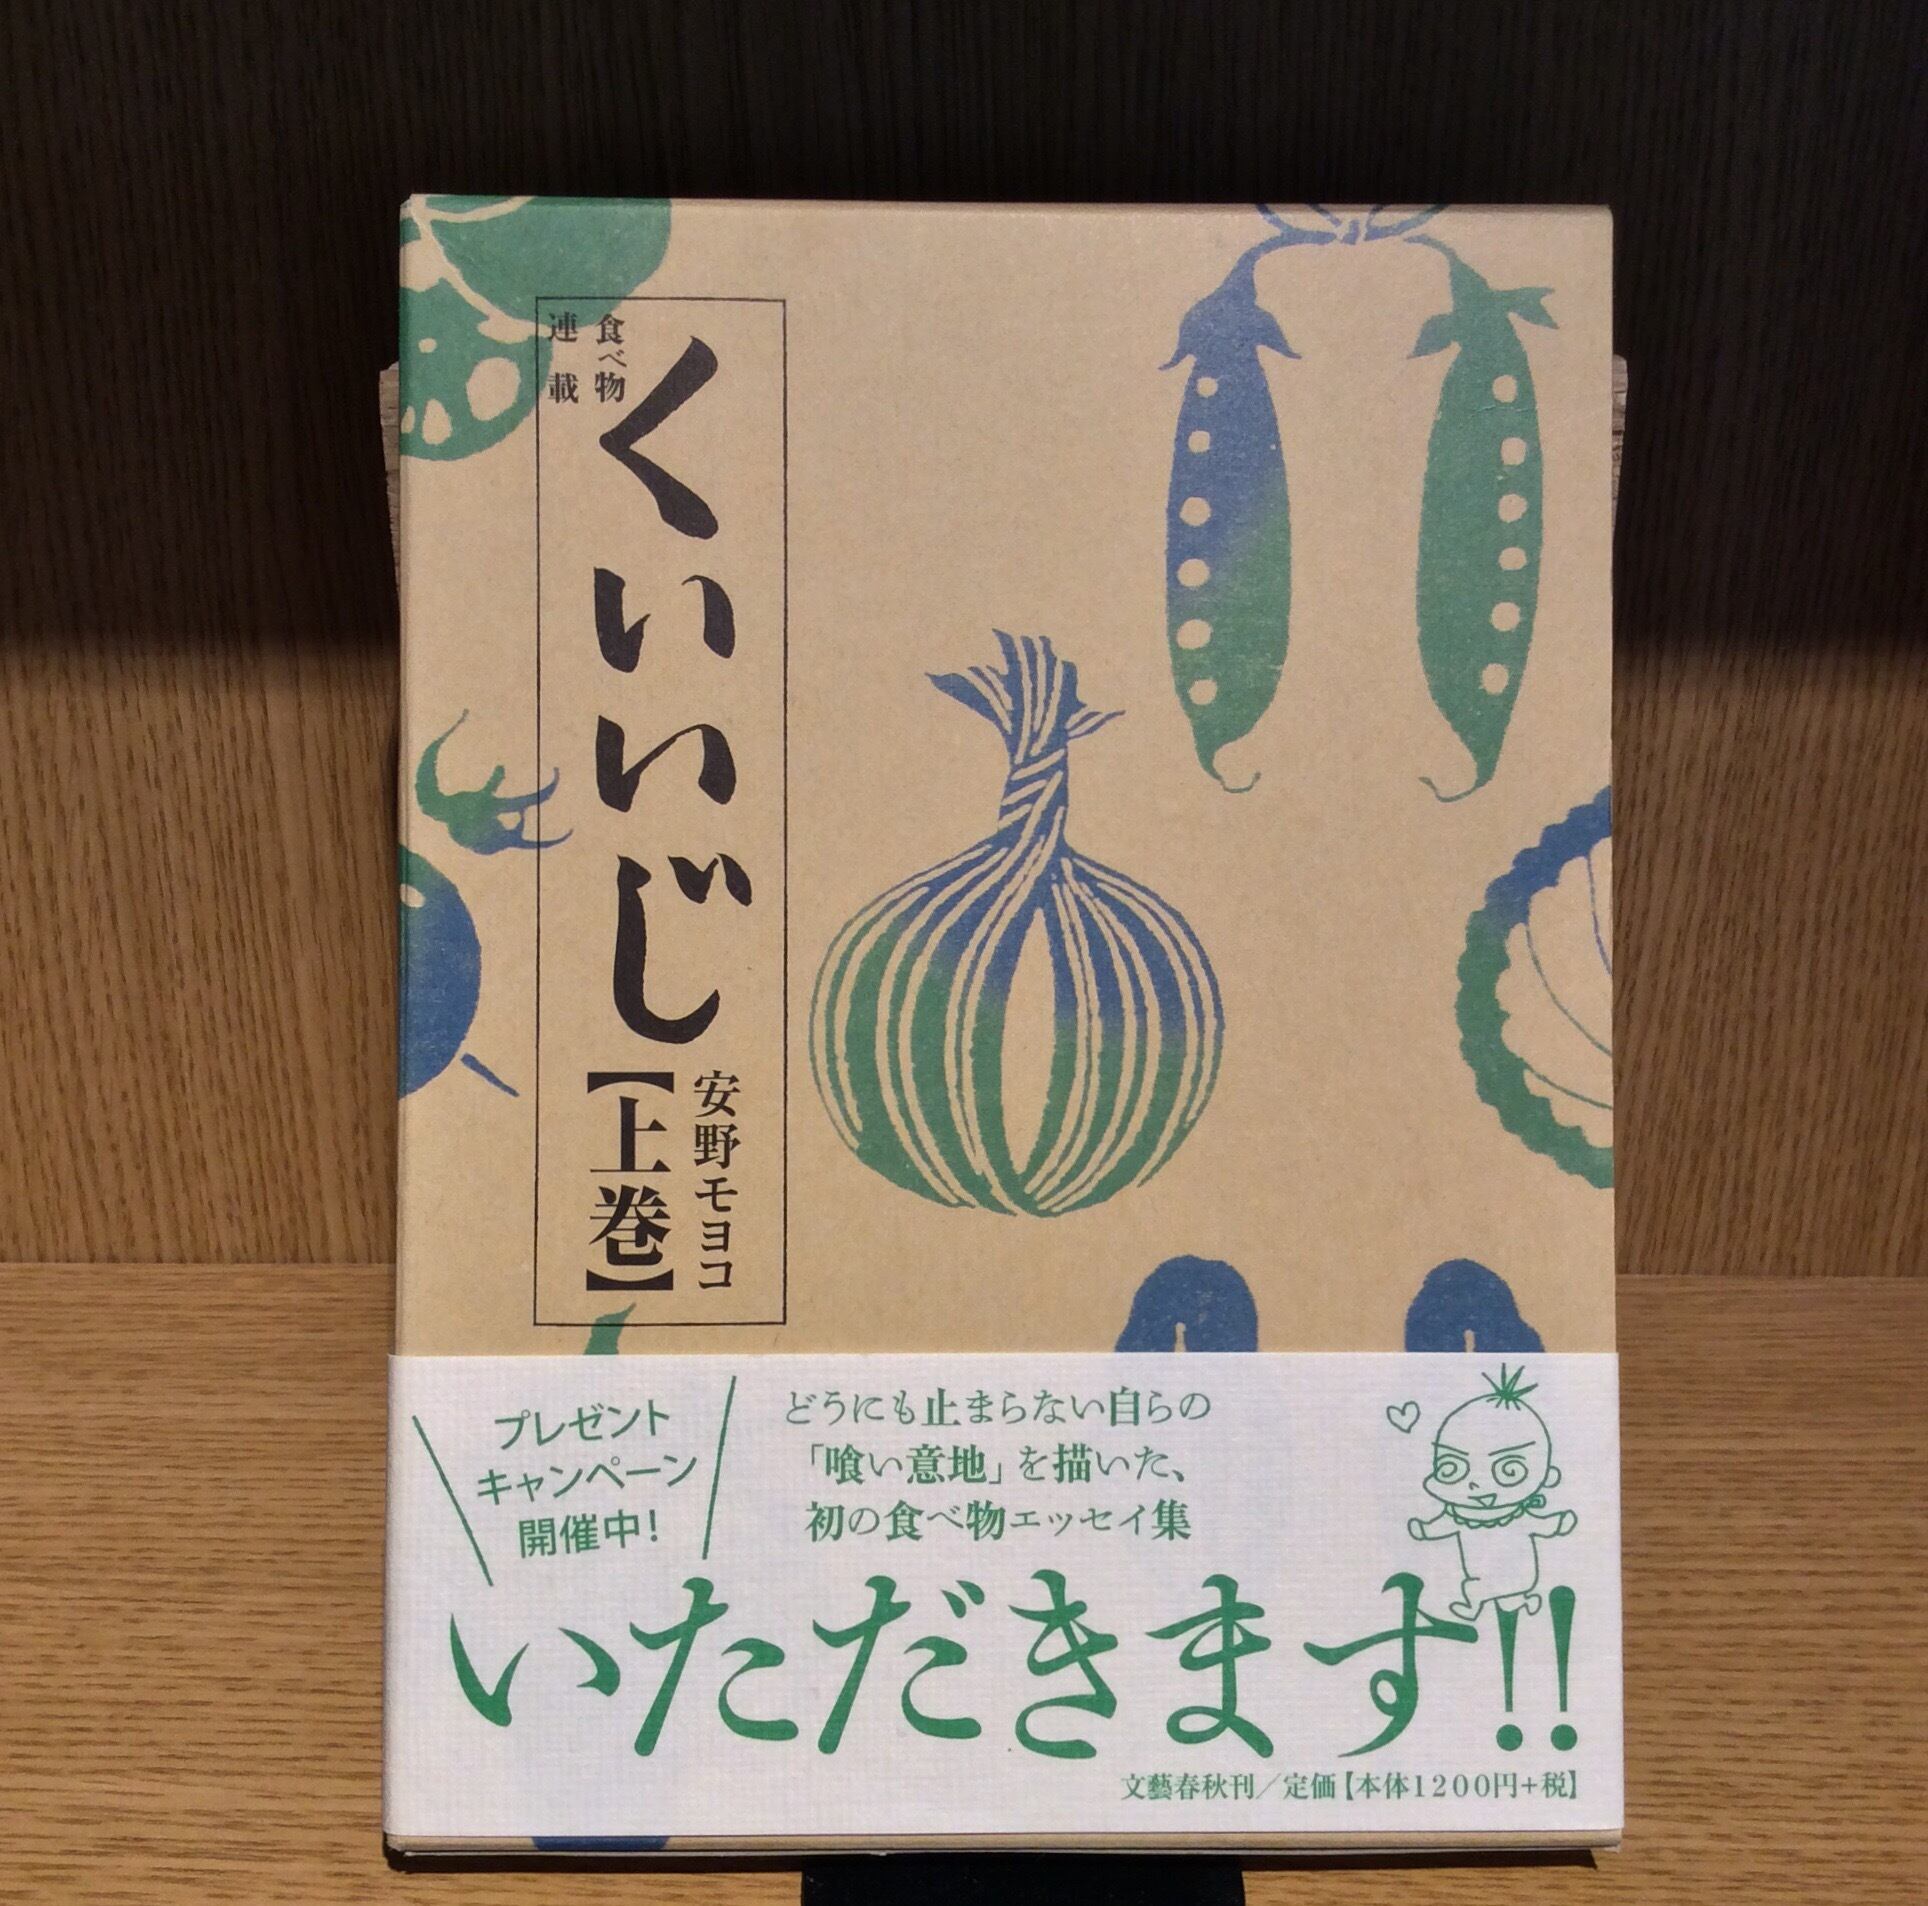 食べ物
連載
くいいじ
安野モヨコ
【上巻】
プレゼント
キャンペーン
開催中!
どうにも止まらない自らの
「喰い意地」を描いた、
初の食べ物エッセイ集
いただきます!!
文藝春秋刊／定価【本体1200円+税】